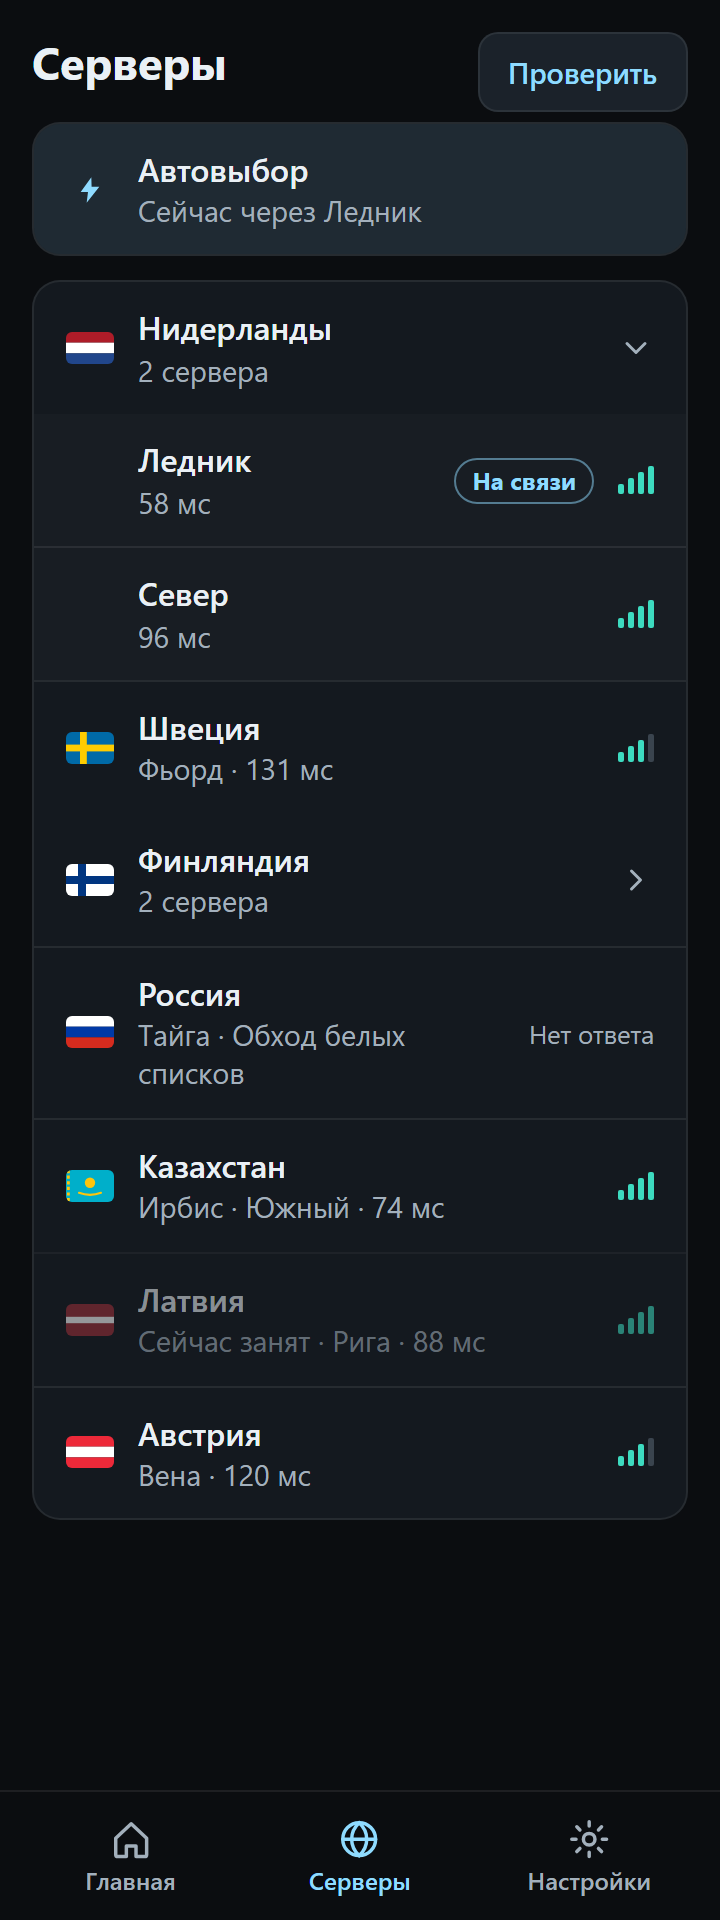 Серверы
Проверить
Автовыбор
Сейчас через Ледник
Нидерланды
2 сервера
Ледник
58 мс
На связи
Север
96 мс
Швеция
Фьорд · 131 мс
Финляндия
2 сервера
Россия
Тайга · Обход белых
списков
Нет ответа
Казахстан
Ирбис · Южный · 74 мс
Латвия
Сейчас занят · Рига · 88 мс
Австрия
Вена · 120 мс
Главная
Серверы
Настройки